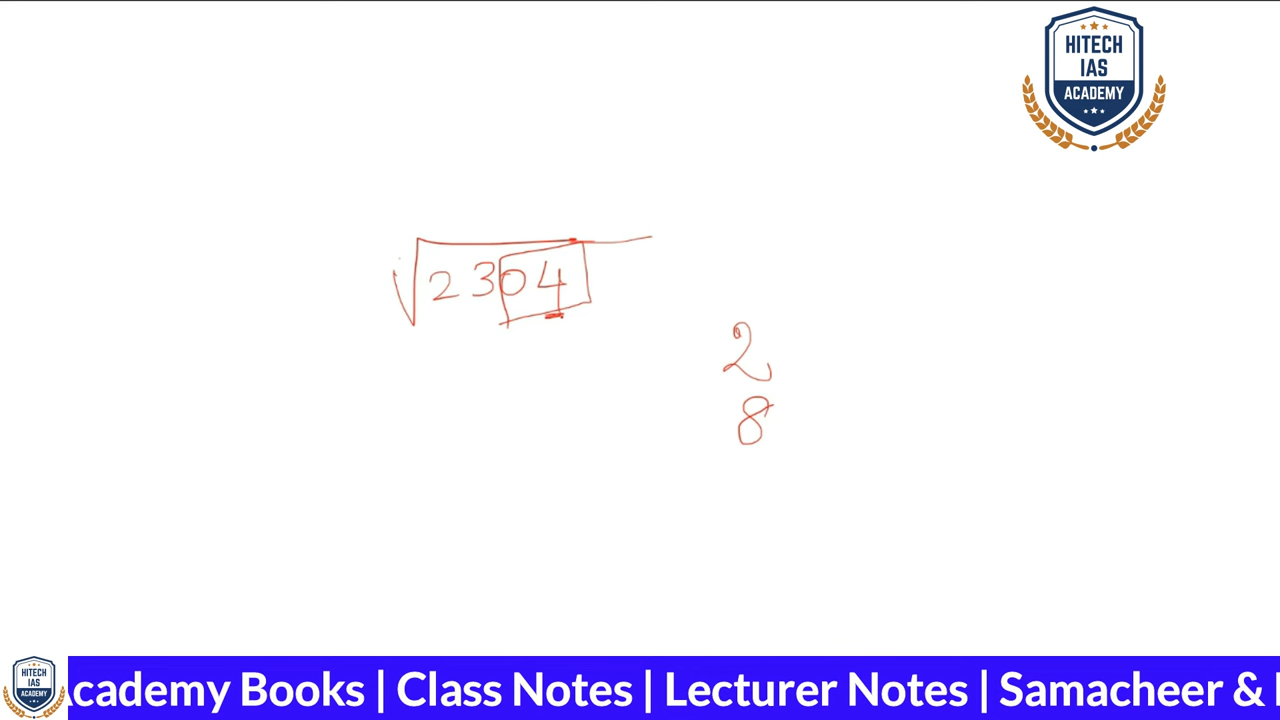 HITECH
IAS
ACADEMY
√2304
2
8
HITECH
IAS
ACADEMY
cademy Books | Class Notes | Lecturer Notes | Samacheer &